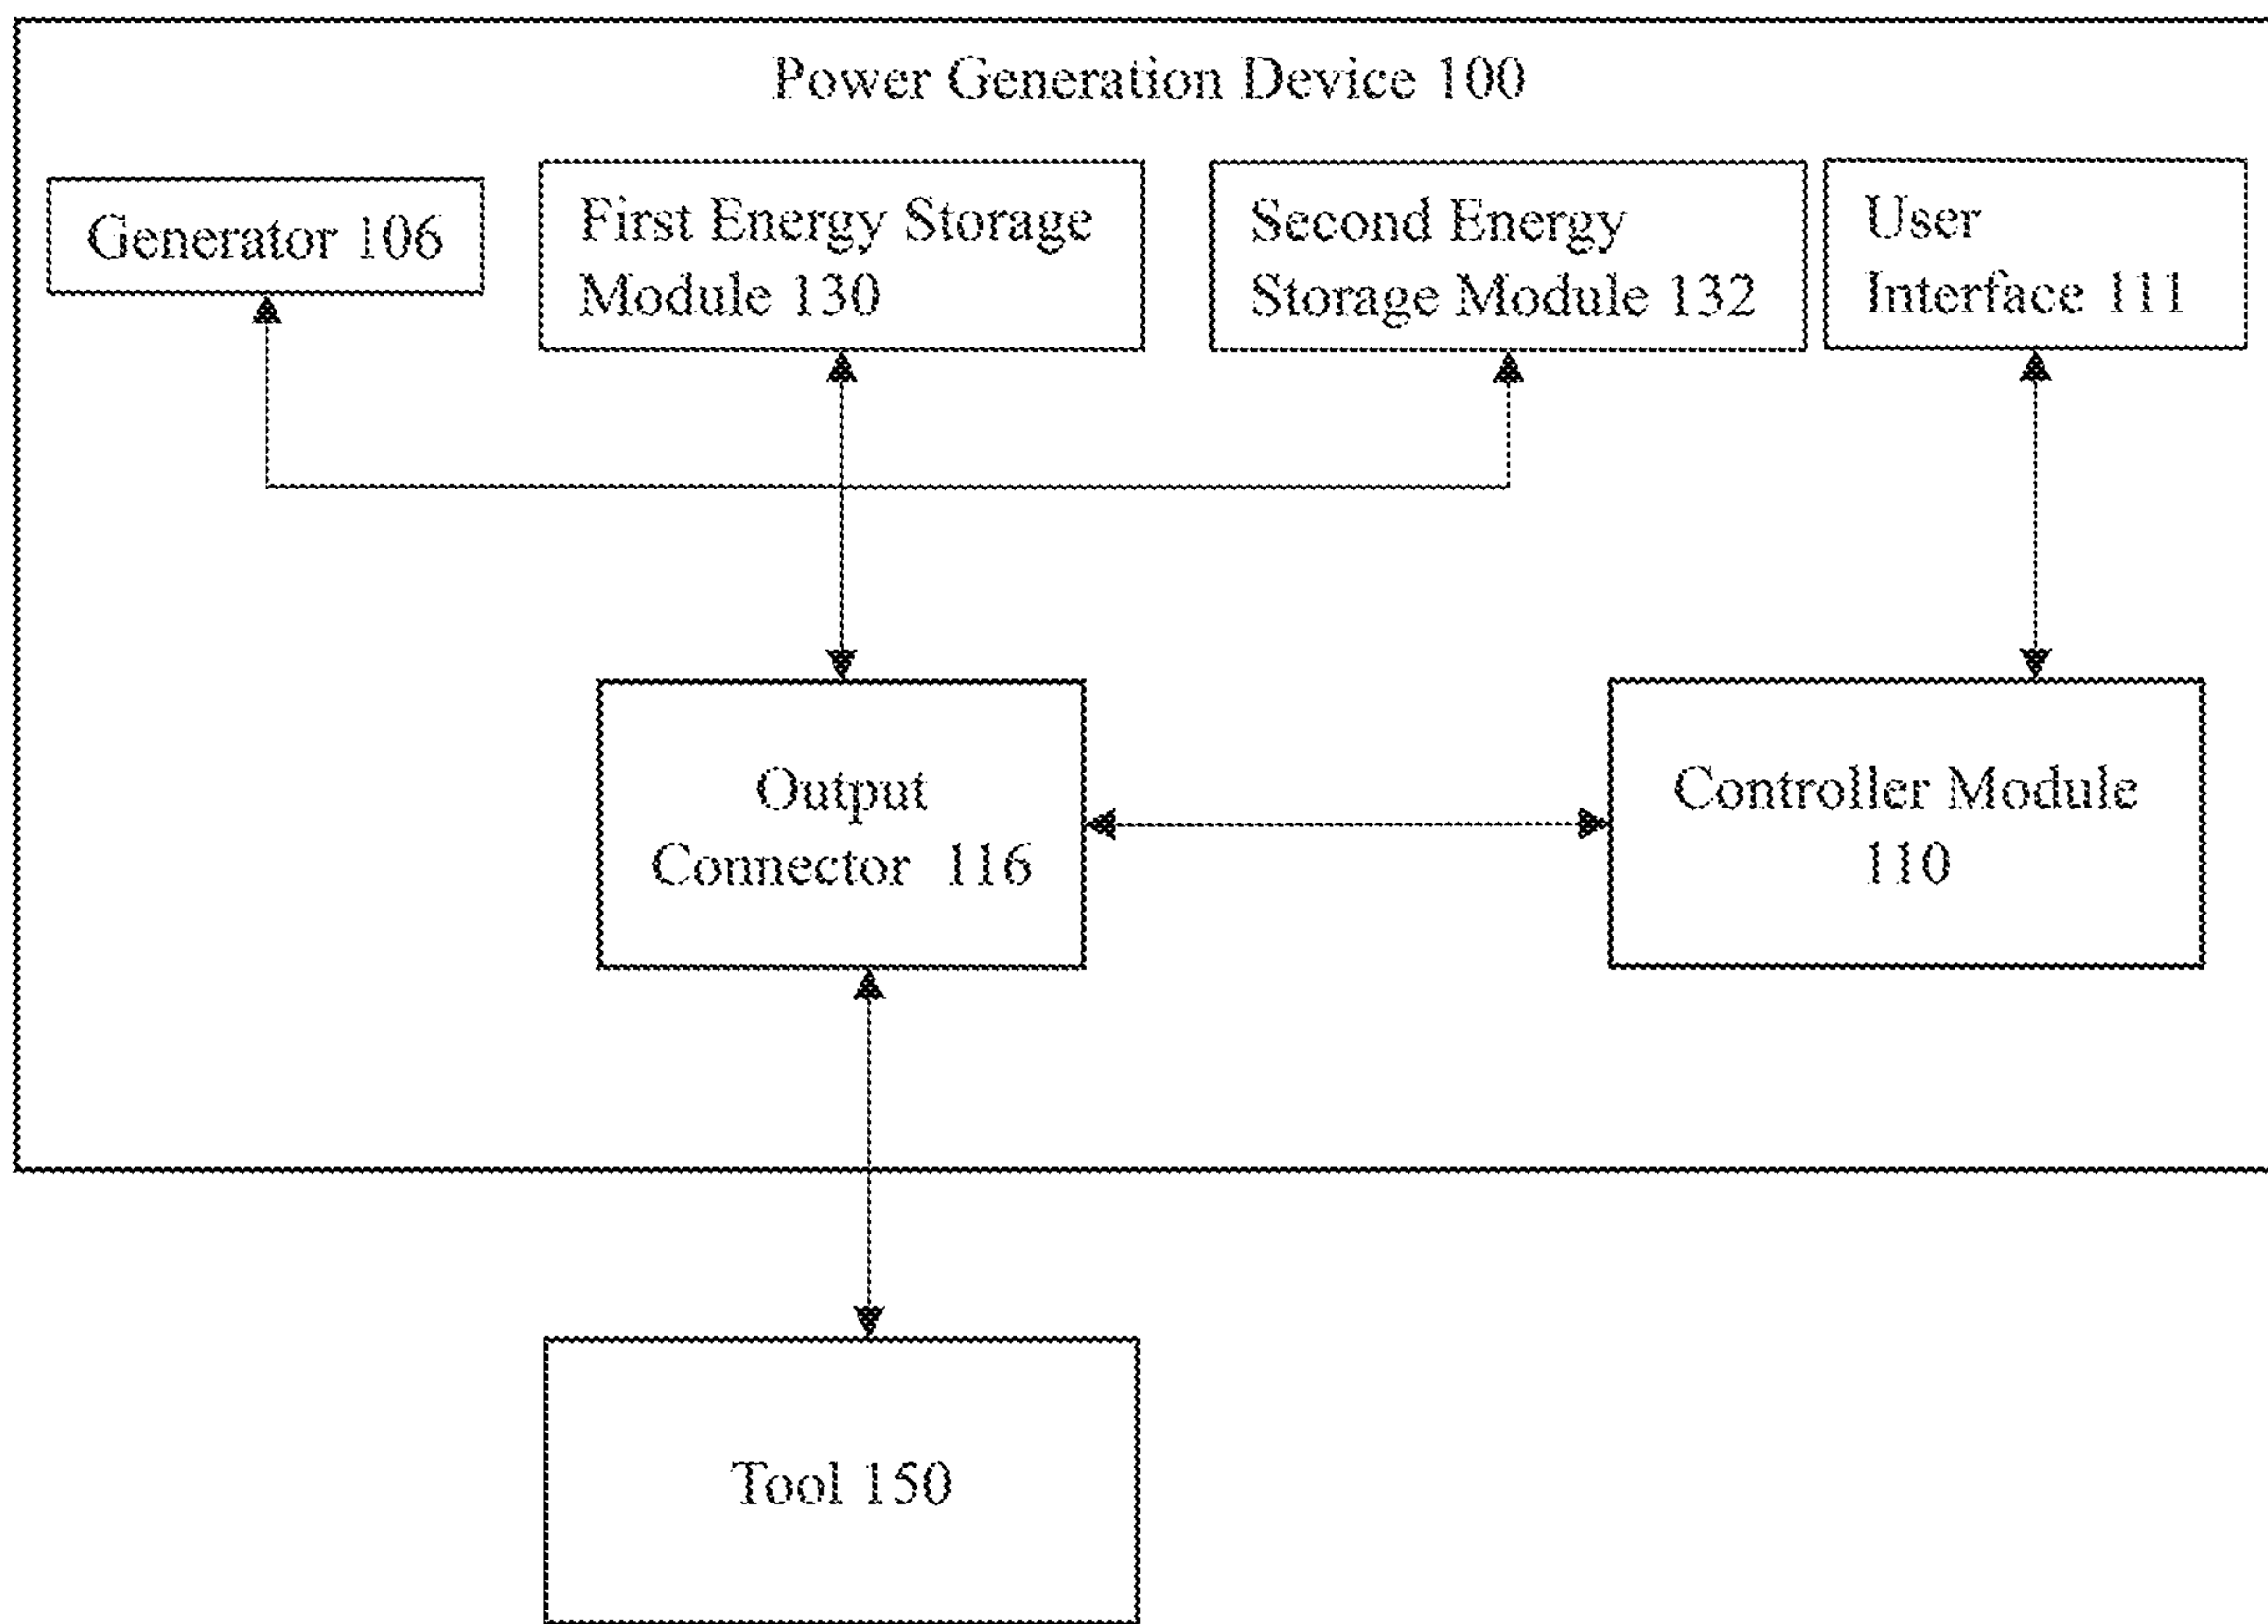 Power Generation Device 100
Generator 106
First Energy Storage
Module 130
Second Energy
Storage Module 132
User
Interface 111
Output
Connector 116
Controller Module
110
Tool 150